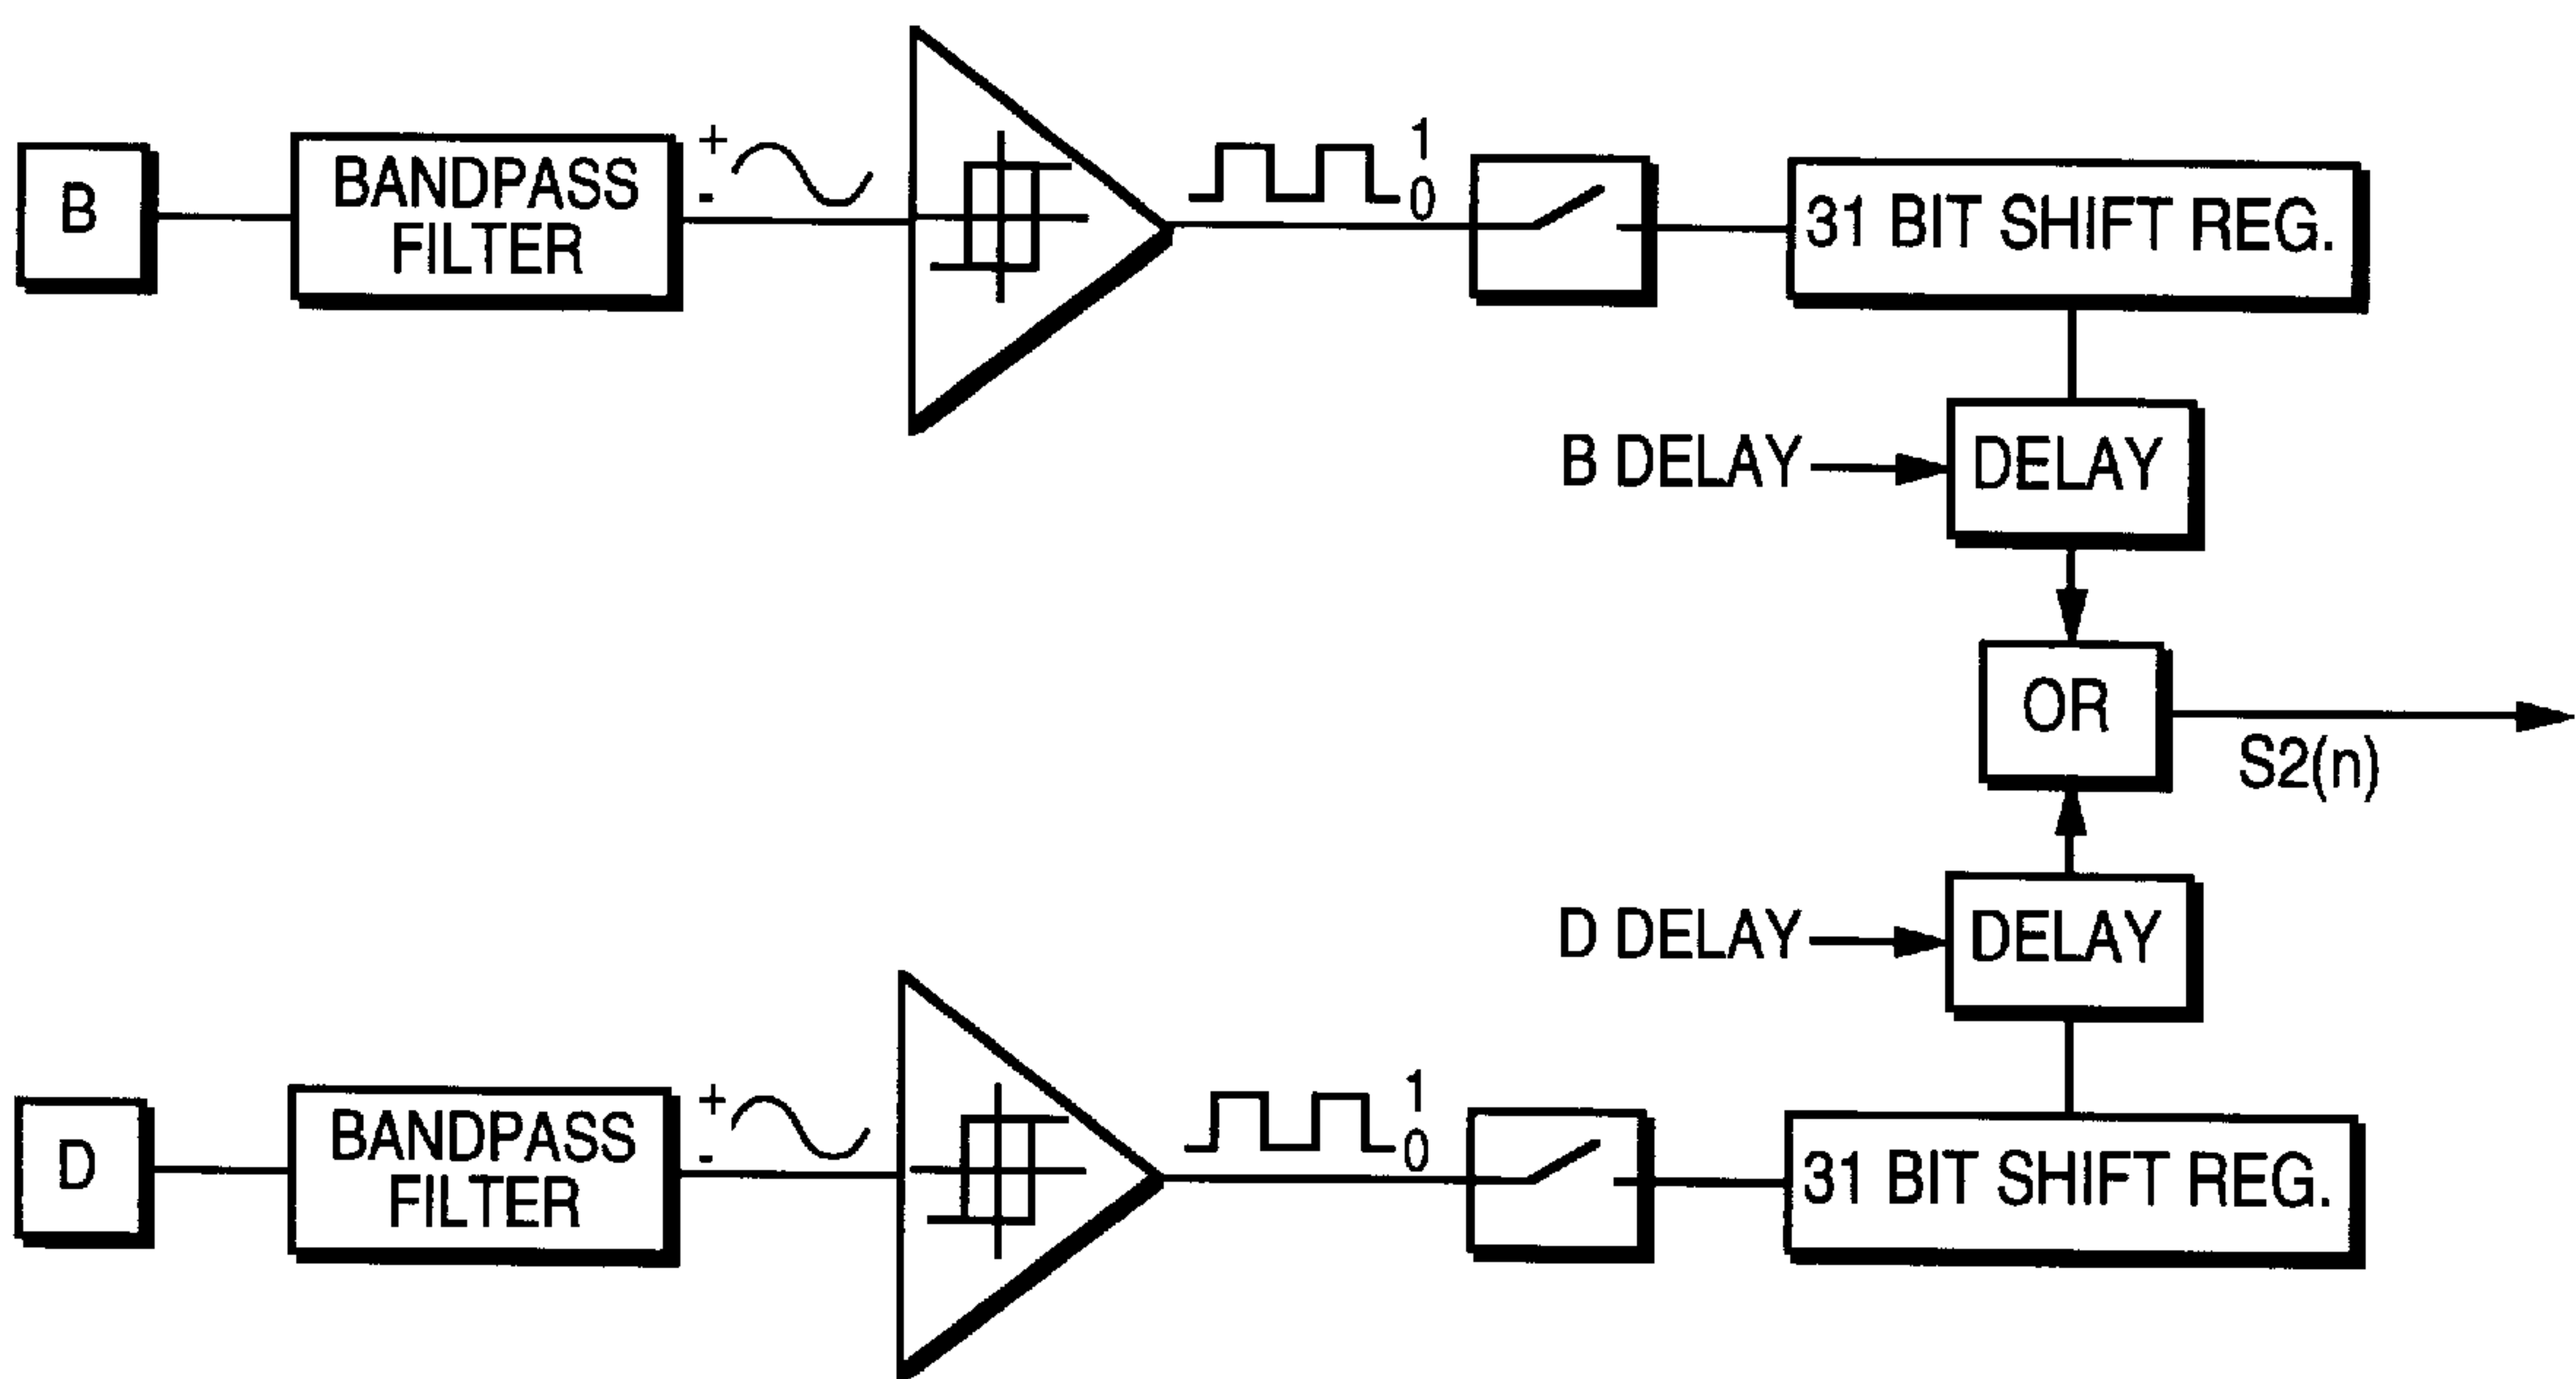 B
BANDPASS
FILTER
+
-
1
0
31 BIT SHIFT REG.
B DELAY
DELAY
OR
S2(n)
D DELAY
DELAY
D
BANDPASS
FILTER
+
-
1
0
31 BIT SHIFT REG.